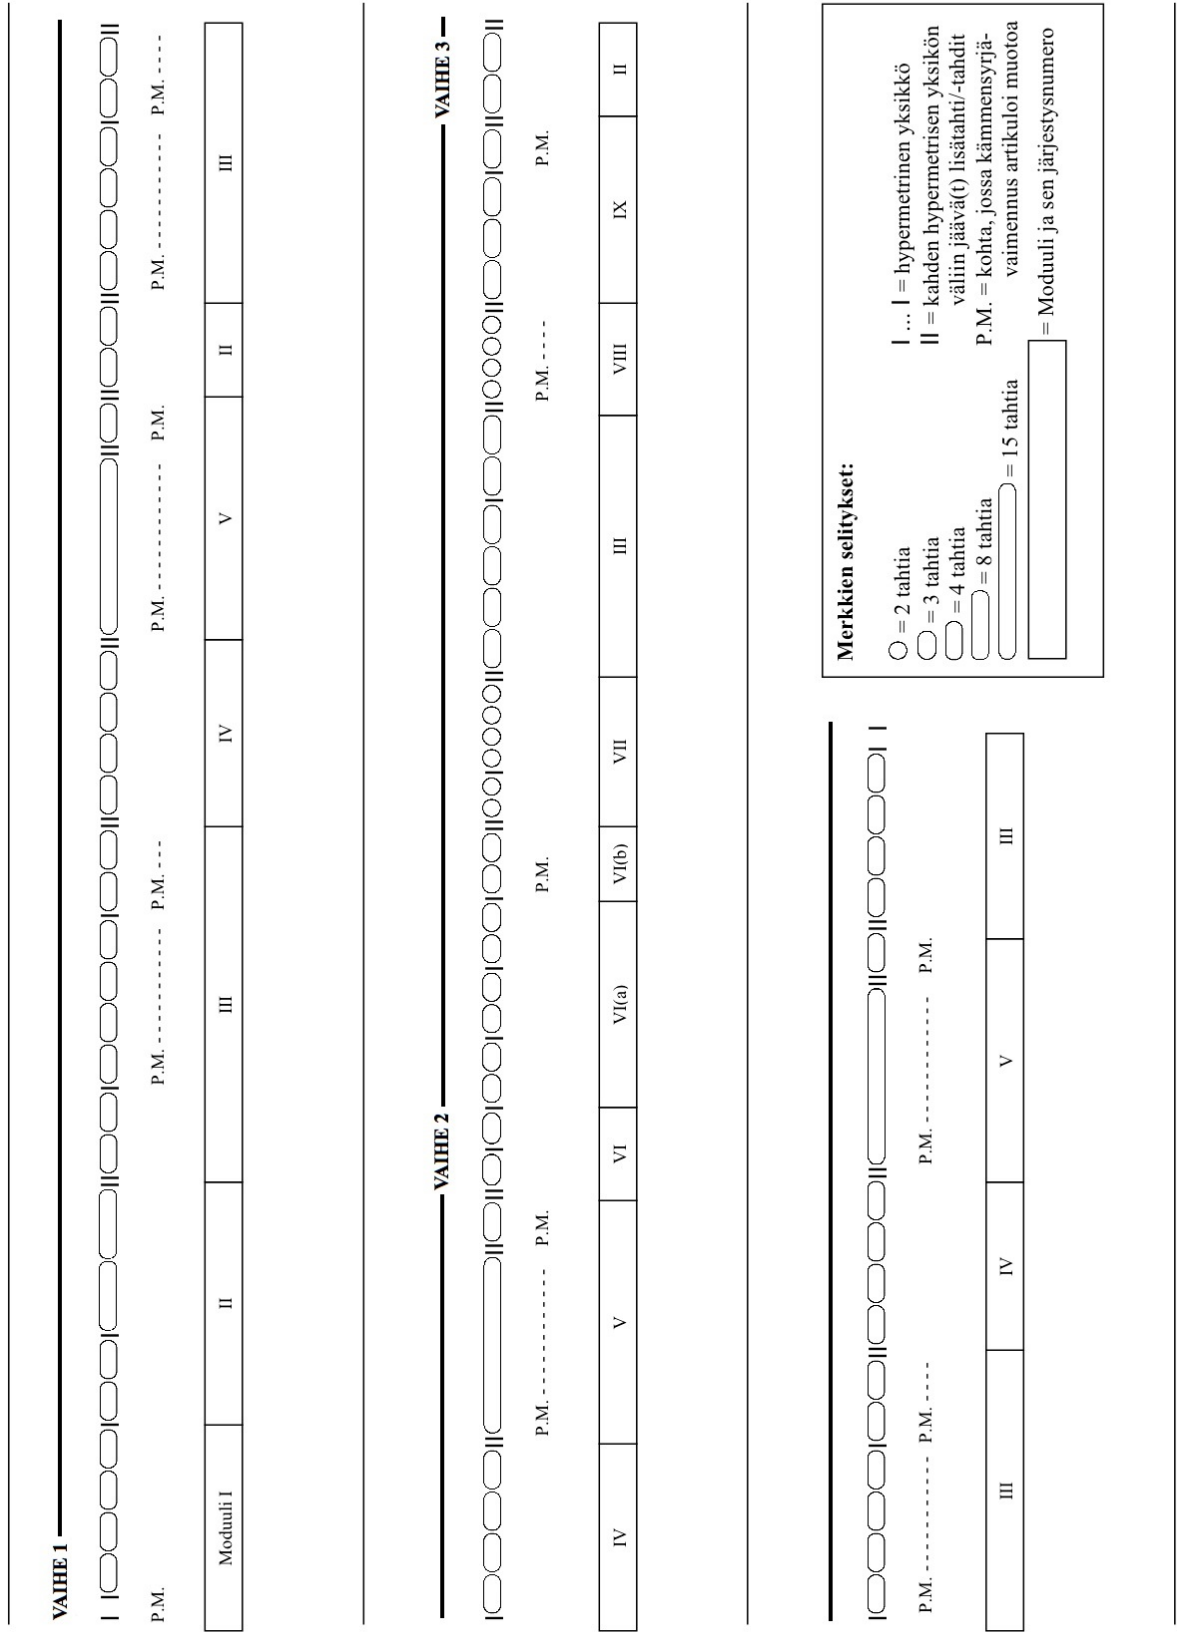 VAIHE 1
P.M. P.M. ----------- P.M. --- P.M. ----------- P.M. P.M. ------------ P.M. ----
Moduuli I II III IV V II III
VAIHE 2 VAIHE 3
P.M. ----------- P.M. P.M. P.M. ---- P.M.
IV V VI VI(a) VI(b) VII III VIII IX II
P.M. ------------ P.M. ---- P.M. ----------- P.M.
III IV V III
Merkkien selitykset:
= 2 tahtia
= 3 tahtia
= 4 tahtia
= 8 tahtia
= 15 tahtia
| ... | = hypermetrinen yksikkö
|| = kahden hypermetrisen yksikön
väliin jäävä(t) lisätahti/-tahdit
P.M. = kohta, jossa kämmensyrjä-
vaimennus artikuloi muotoa
= Moduuli ja sen järjestysnumero